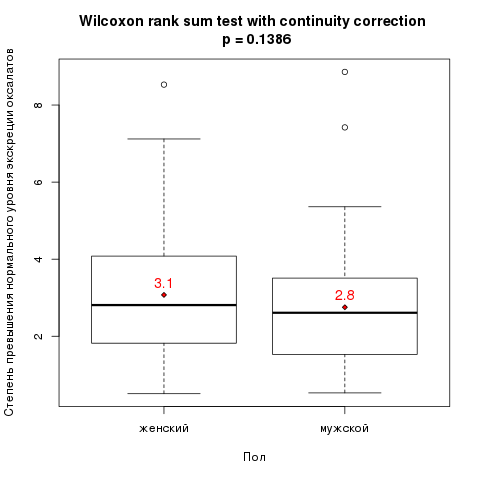 Wilcoxon rank sum test with continuity correction
p = 0.1386
Степень превышения нормального уровня экскреции оксалатов
8
6
4
2
3.1
2.8
женский
мужской
Пол